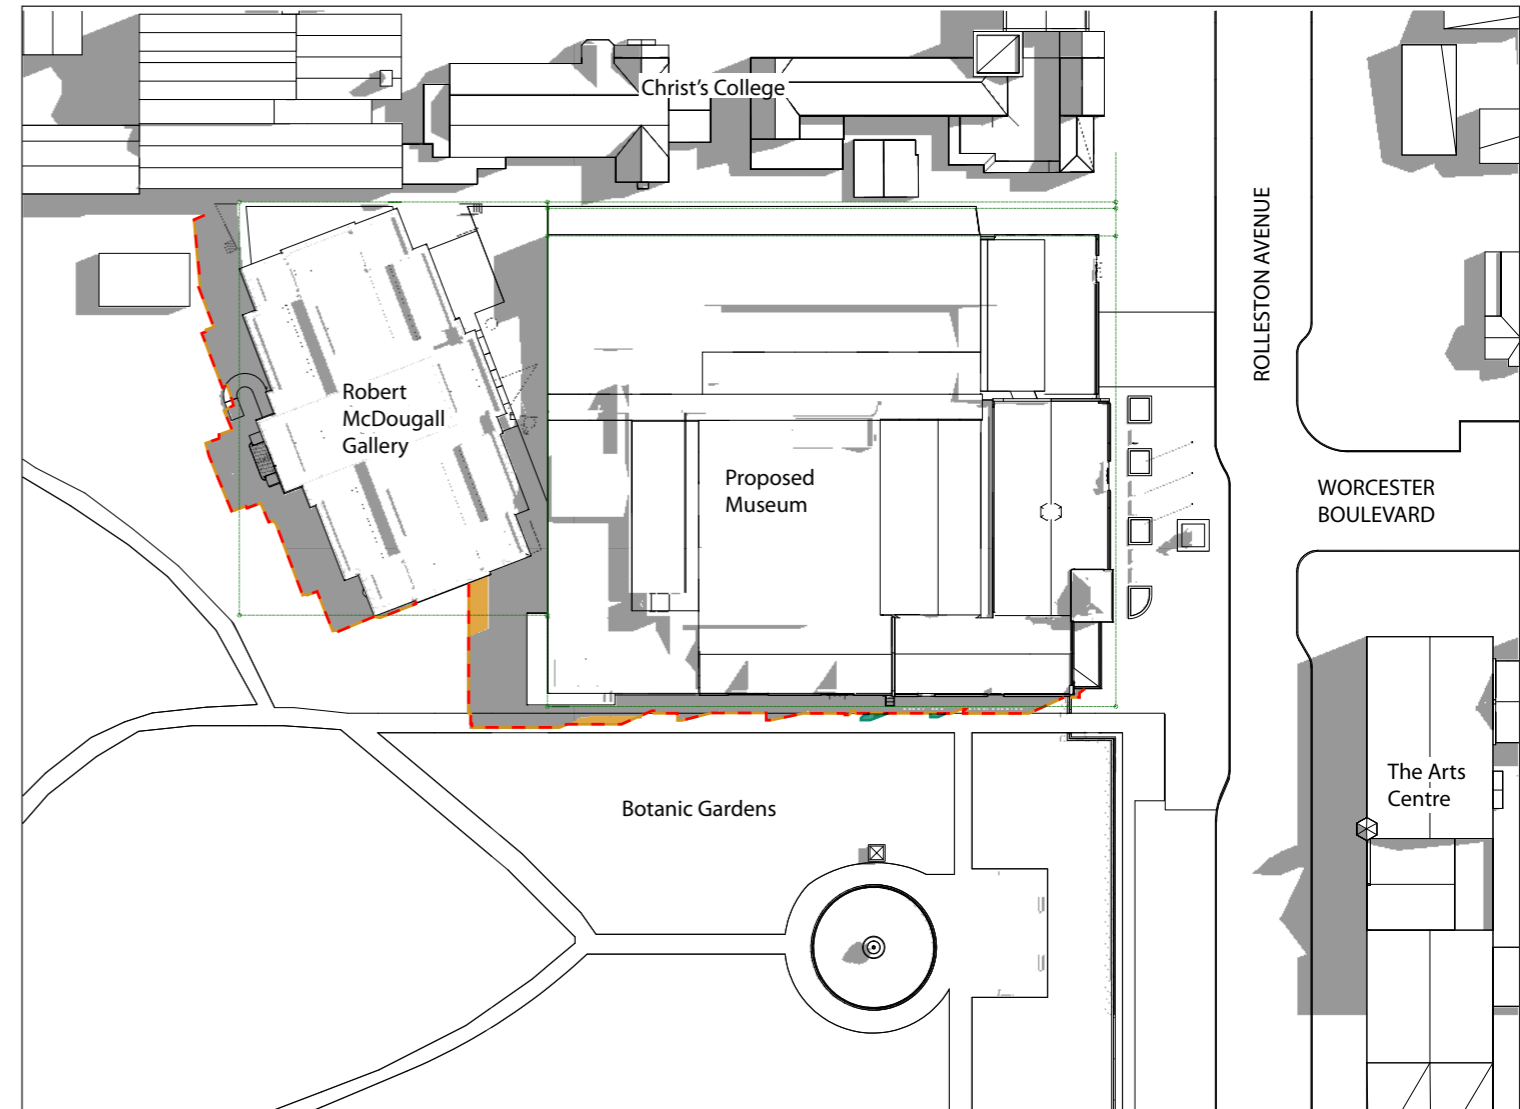 Christ's College
ROLLESTON AVENUE
Robert
McDougall
Gallery
Proposed
Museum
WORCESTER
BOULEVARD
The Arts
Centre
Botanic Gardens